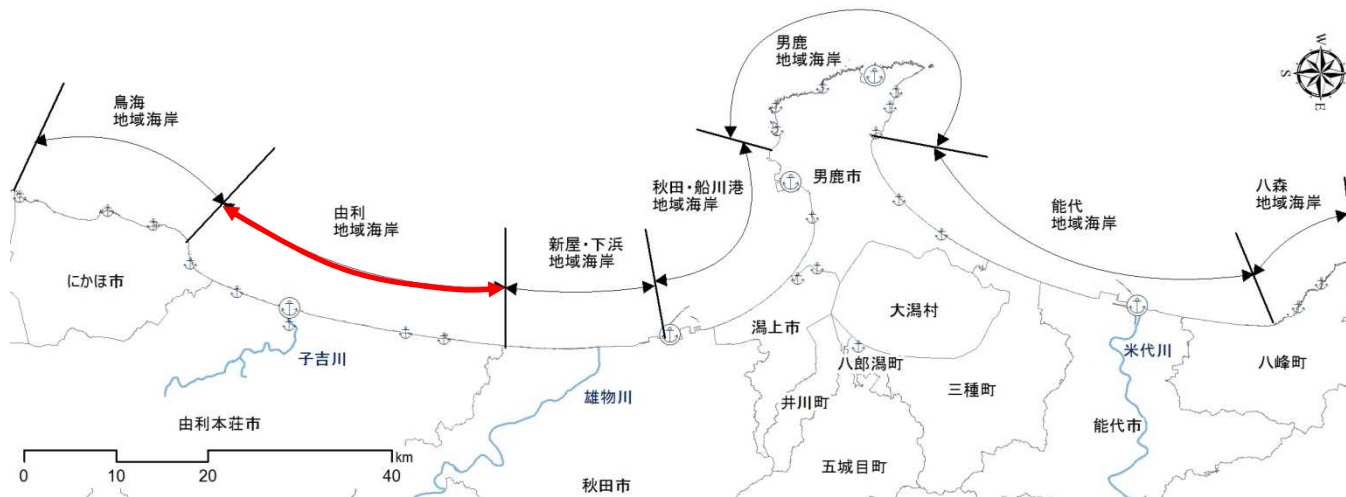 男鹿
地域海岸
W
S
N
E
鳥海
地域海岸
秋田・船川港
地域海岸
男鹿市
八森
地域海岸
由利
地域海岸
能代
地域海岸
新屋・下浜
地域海岸
にかほ市
大潟村
潟上市
子吉川
八郎潟町
米代川
八峰町
三種町
雄物川
井川町
由利本荘市
能代市
km
0
10
20
40
五城目町
秋田市